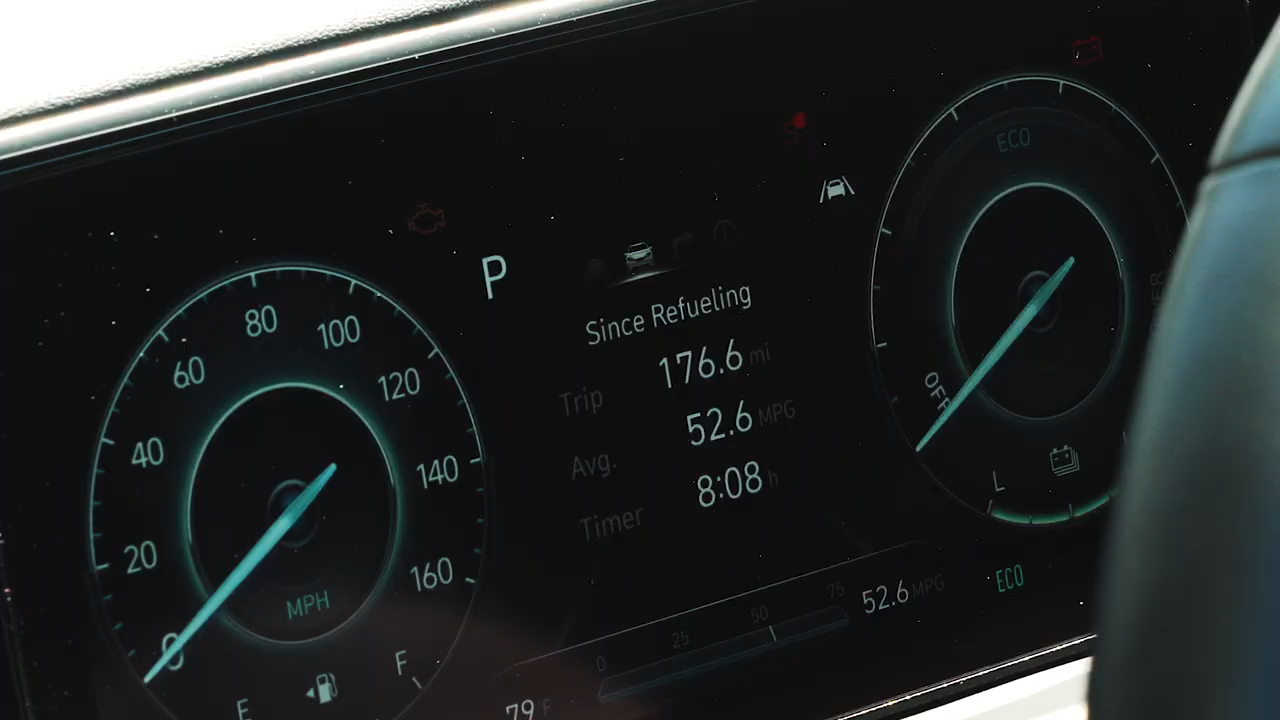 ECO
P
Since Refueling
Trip 176.6 mi
Avg. 52.6 MPG
Timer 8:08 h
0 20 40 60 80 100 120 140 160
MPH
E F
OFF
L
0 25 50 75
52.6 MPG
ECO
79 F